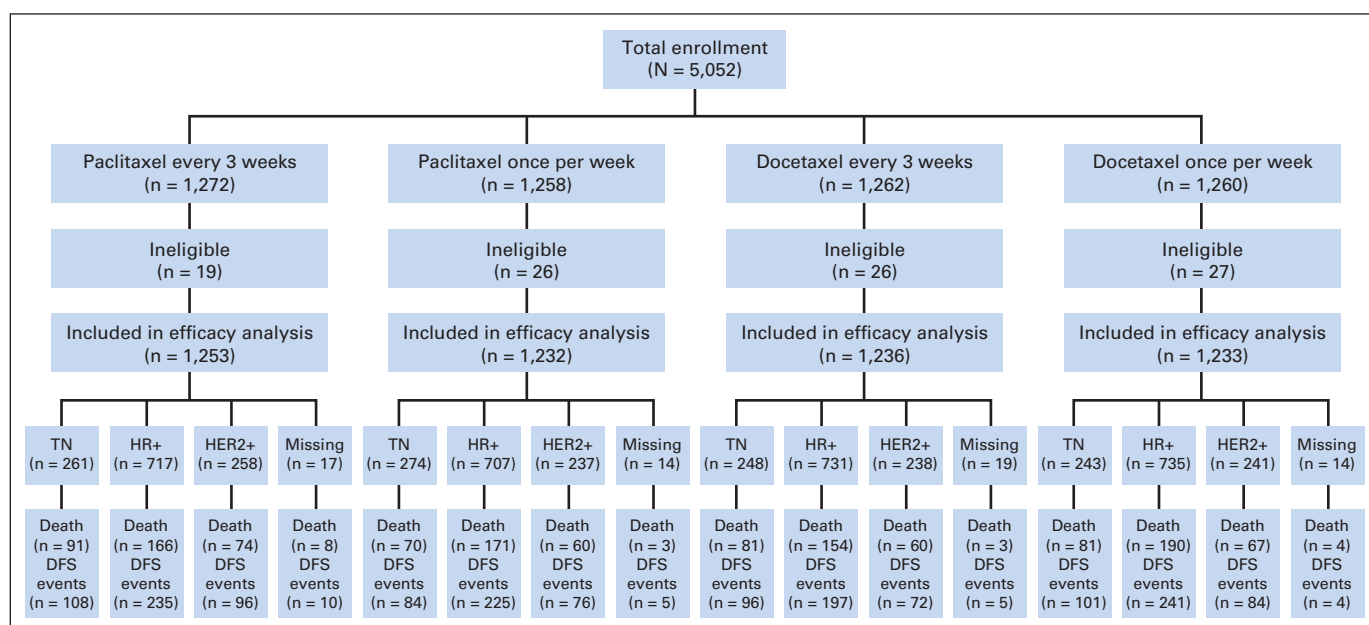 Total enrollment
(N = 5,052)
Paclitaxel every 3 weeks
(n = 1,272)
Paclitaxel once per week
(n = 1,258)
Docetaxel every 3 weeks
(n = 1,262)
Docetaxel once per week
(n = 1,260)
Ineligible
(n = 19)
Ineligible
(n = 26)
Ineligible
(n = 26)
Ineligible
(n = 27)
Included in efficacy analysis
(n = 1,253)
Included in efficacy analysis
(n = 1,232)
Included in efficacy analysis
(n = 1,236)
Included in efficacy analysis
(n = 1,233)
TN
(n = 261)
HR+
(n = 717)
HER2+
(n = 258)
Missing
(n = 17)
TN
(n = 274)
HR+
(n = 707)
HER2+
(n = 237)
Missing
(n = 14)
TN
(n = 248)
HR+
(n = 731)
HER2+
(n = 238)
Missing
(n = 19)
TN
(n = 243)
HR+
(n = 735)
HER2+
(n = 241)
Missing
(n = 14)
Death
(n = 91)
DFS
events
(n = 108)
Death
(n = 166)
DFS
events
(n = 235)
Death
(n = 74)
DFS
events
(n = 96)
Death
(n = 8)
DFS
events
(n = 10)
Death
(n = 70)
DFS
events
(n = 84)
Death
(n = 171)
DFS
events
(n = 225)
Death
(n = 60)
DFS
events
(n = 76)
Death
(n = 3)
DFS
events
(n = 5)
Death
(n = 81)
DFS
events
(n = 96)
Death
(n = 154)
DFS
events
(n = 197)
Death
(n = 60)
DFS
events
(n = 72)
Death
(n = 3)
DFS
events
(n = 5)
Death
(n = 81)
DFS
events
(n = 101)
Death
(n = 190)
DFS
events
(n = 241)
Death
(n = 67)
DFS
events
(n = 84)
Death
(n = 4)
DFS
events
(n = 4)